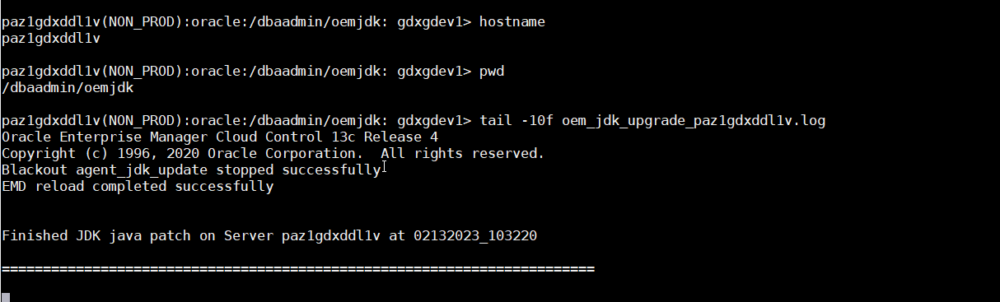 paz1gdxddl1v(NON_PROD):oracle:/dbaadmin/oemjdk: gdxgdev1> hostname
paz1gdxddl1v
paz1gdxddl1v(NON_PROD):oracle:/dbaadmin/oemjdk: gdxgdev1> pwd
/dbaadmin/oemjdk
paz1gdxddl1v(NON_PROD):oracle:/dbaadmin/oemjdk: gdxgdev1> tail -10f oem_jdk_upgrade_paz1gdxddl1v.log
Oracle Enterprise Manager Cloud Control 13c Release 4
Copyright (c) 1996, 2020 Oracle Corporation.  All rights reserved.
Blackout agent_jdk_update stopped successfully
EMD reload completed successfully
Finished JDK java patch on Server paz1gdxddl1v at 02132023_103220
========================================================================